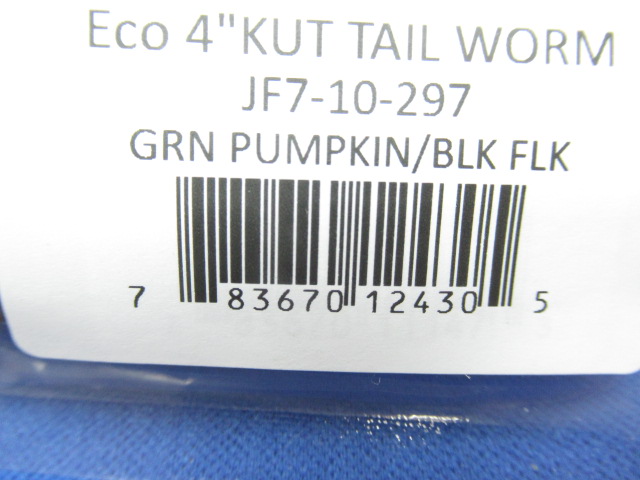 Eco 4"KUT TAIL WORM
JF7-10-297
GRN PUMPKIN/BLK FLK
7 83670 12430 5